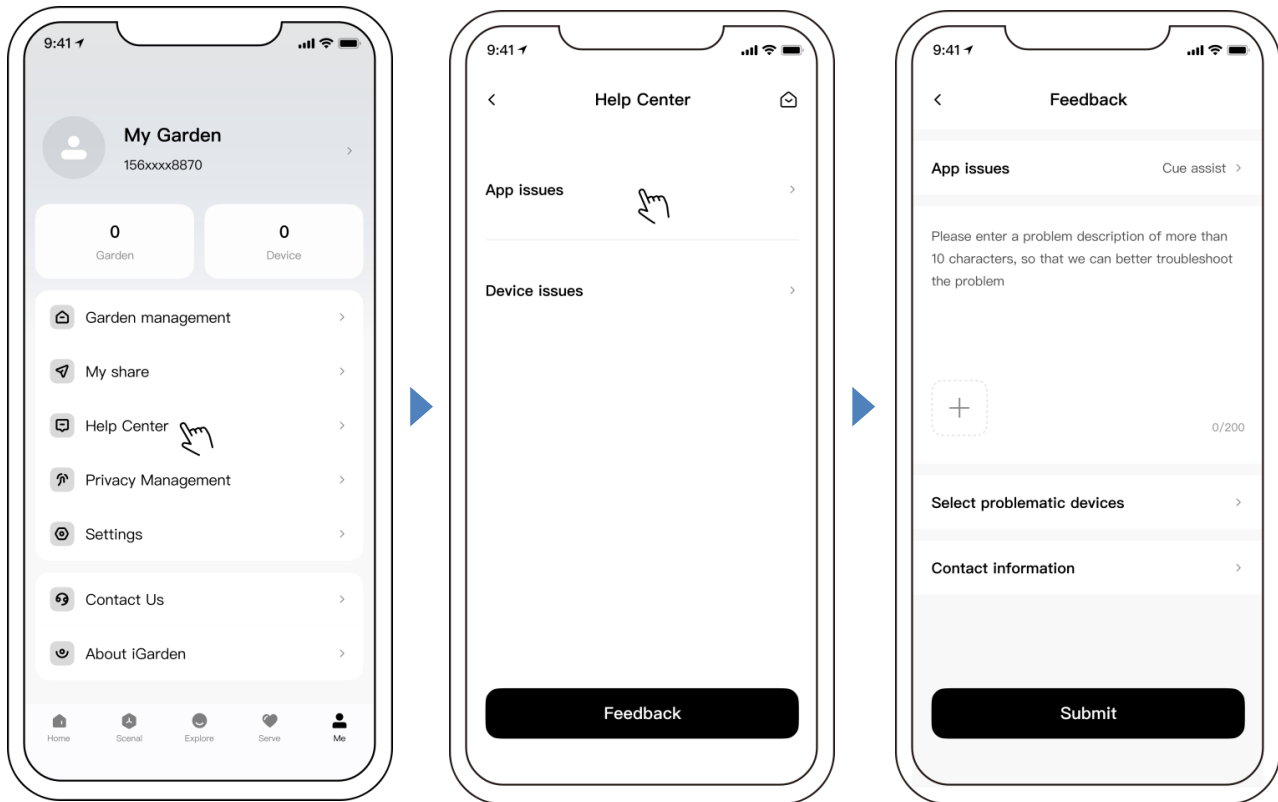 9:41
My Garden
156xxxx8870
0
Garden
0
Device
Garden management
My share
Help Center
Privacy Management
Settings
Contact Us
About iGarden
Home
Scenal
Explore
Serve
Me
9:41
Help Center
App issues
Device issues
Feedback
9:41
Feedback
App issues
Cue assist
Please enter a problem description of more than
10 characters, so that we can better troubleshoot
the problem
0/200
Select problematic devices
Contact information
Submit